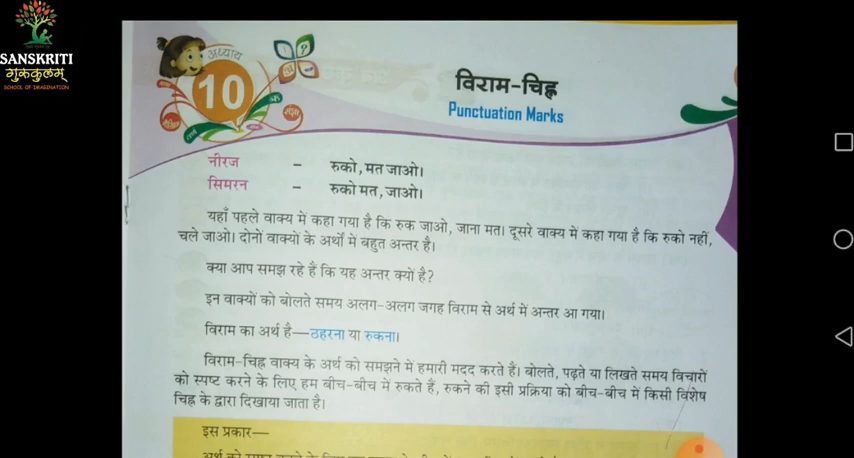 SANSKRITI
गुरुकुलम्
SCHOOL OF IMAGINATION
अध्याय
10
विराम-चिह्न
Punctuation Marks
नीरज – रुको, मत जाओ।
सिमरन – रुको मत, जाओ।
यहाँ पहले वाक्य में कहा गया है कि रुक जाओ, जाना मत। दूसरे वाक्य में कहा गया है कि रुको नहीं,
चले जाओ। दोनों वाक्यों के अर्थों में बहुत अन्तर है।
क्या आप समझ रहे हैं कि यह अन्तर क्यों है?
इन वाक्यों को बोलते समय अलग-अलग जगह विराम से अर्थ में अन्तर आ गया।
विराम का अर्थ है—ठहरना या रुकना।
विराम-चिह्न वाक्य के अर्थ को समझने में हमारी मदद करते हैं। बोलते, पढ़ते या लिखते समय विचारों
को स्पष्ट करने के लिए हम बीच-बीच में रुकते हैं, रुकने की इसी प्रक्रिया को बीच-बीच में किसी विशेष
चिह्न के द्वारा दिखाया जाता है।
इस प्रकार—